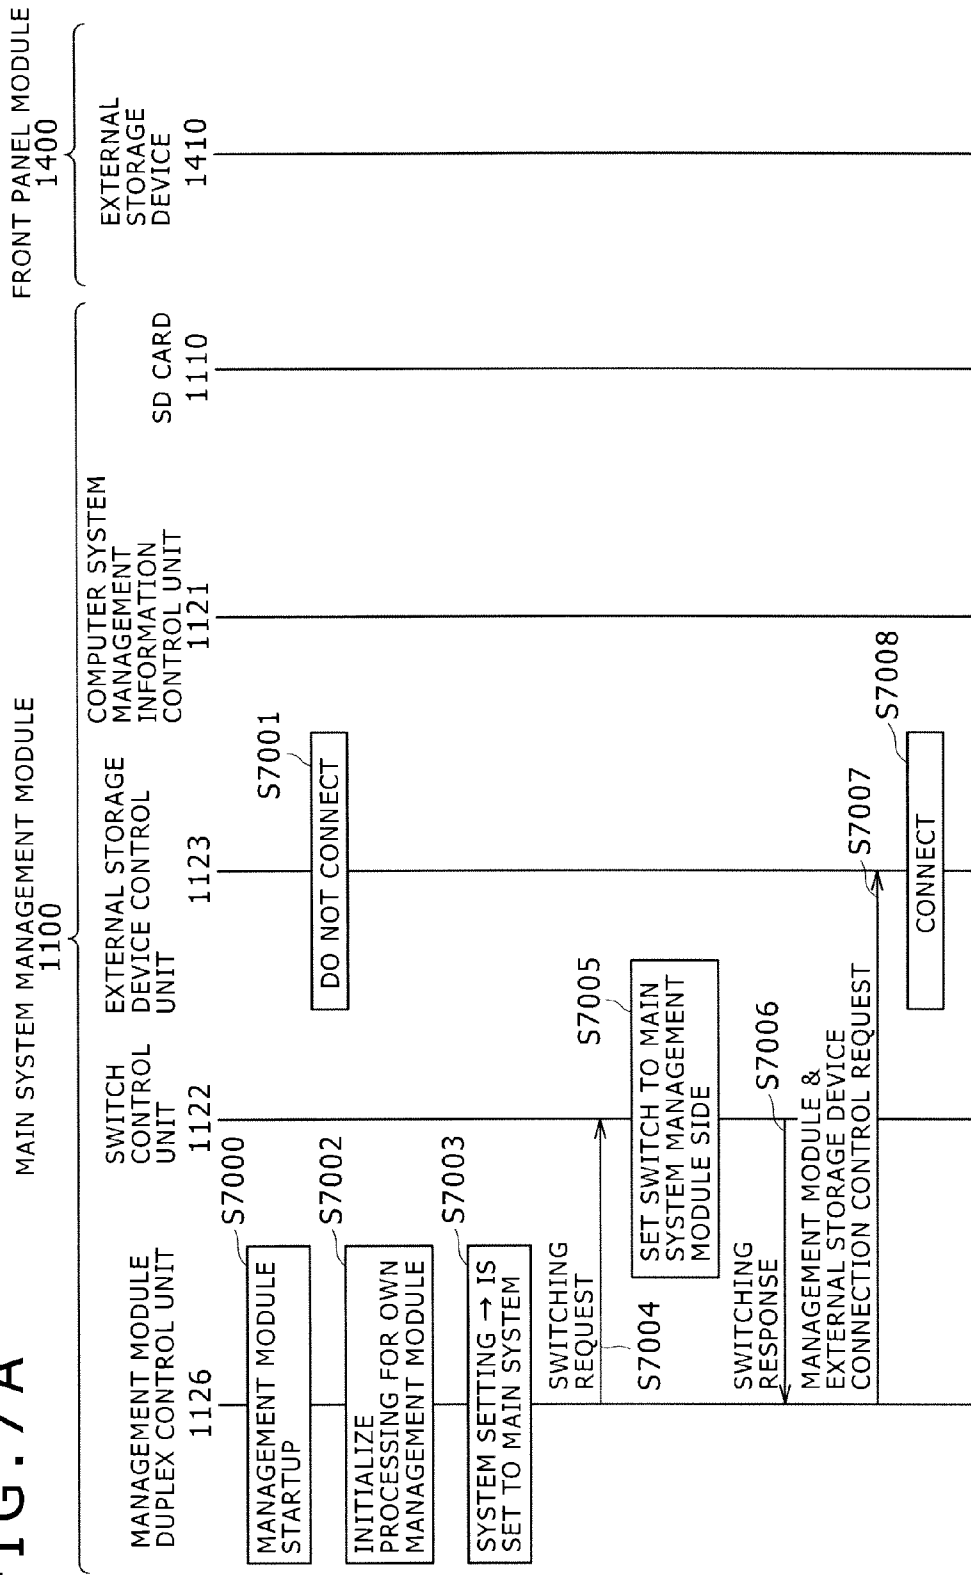 FIG. 7A
MAIN SYSTEM MANAGEMENT MODULE
1100
FRONT PANEL MODULE
1400
MANAGEMENT MODULE
DUPLEX CONTROL UNIT
1126
SWITCH
CONTROL
UNIT
1122
EXTERNAL STORAGE
DEVICE CONTROL
UNIT
1123
COMPUTER SYSTEM
MANAGEMENT
INFORMATION
CONTROL UNIT
1121
SD CARD
1110
EXTERNAL
STORAGE
DEVICE
1410
S7000
MANAGEMENT MODULE
STARTUP
S7001
DO NOT CONNECT
S7002
INITIALIZE
PROCESSING FOR OWN
MANAGEMENT MODULE
S7003
SYSTEM SETTING → IS
SET TO MAIN SYSTEM
SWITCHING
REQUEST
S7004
S7005
SET SWITCH TO MAIN
SYSTEM MANAGEMENT
MODULE SIDE
SWITCHING
RESPONSE
S7006
MANAGEMENT MODULE &
EXTERNAL STORAGE DEVICE
CONNECTION CONTROL REQUEST
S7007
S7008
CONNECT